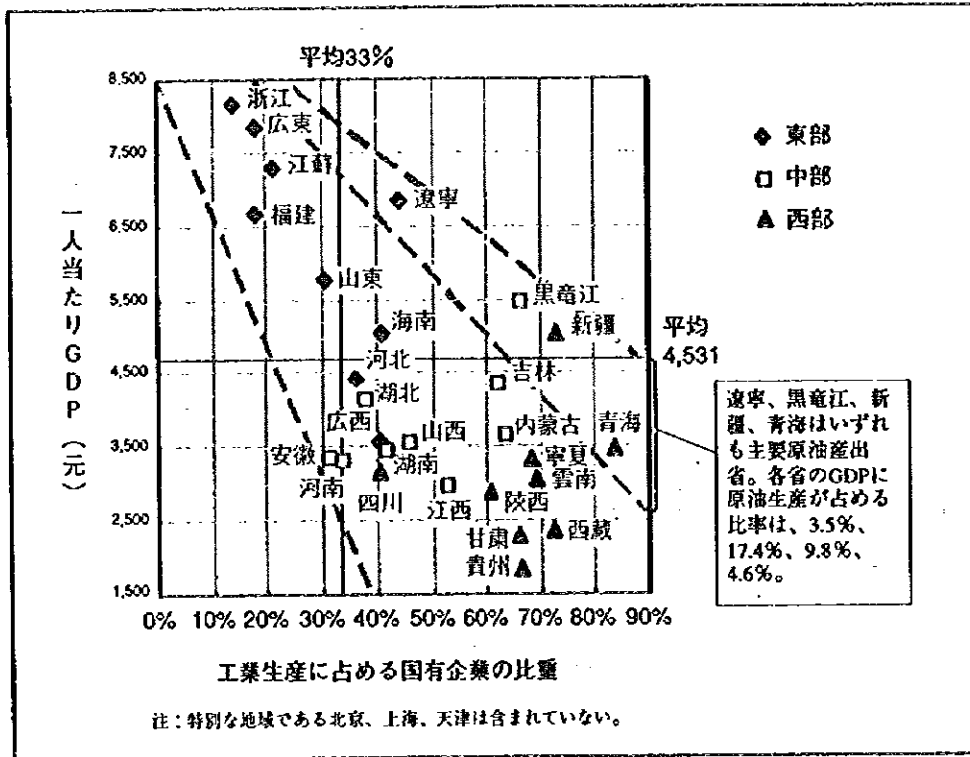 平均33%
8,500
7,500
6,500
5,500
4,500
3,500
2,500
1,500
一人当たりGDP(元)
浙江
広東
江蘇
福建
遼寧
山東
海南
黒竜江
新疆
河北
湖北
吉林
広西
山西
内蒙古
青海
安徽
湖南
寧夏
河南
四川
江西
陝西
雲南
甘粛
西蔵
貴州
◆ 東部
□ 中部
▲ 西部
平均
4,531
遼寧、黒竜江、新
疆、青海はいずれ
も主要原油産出
省。各省のGDPに
原油生産が占める
比率は、3.5%、
17.4%、9.8%、
4.6%。
0% 10% 20% 30% 40% 50% 60% 70% 80% 90%
工業生産に占める国有企業の比重
注:特別な地域である北京、上海、天津は含まれていない。